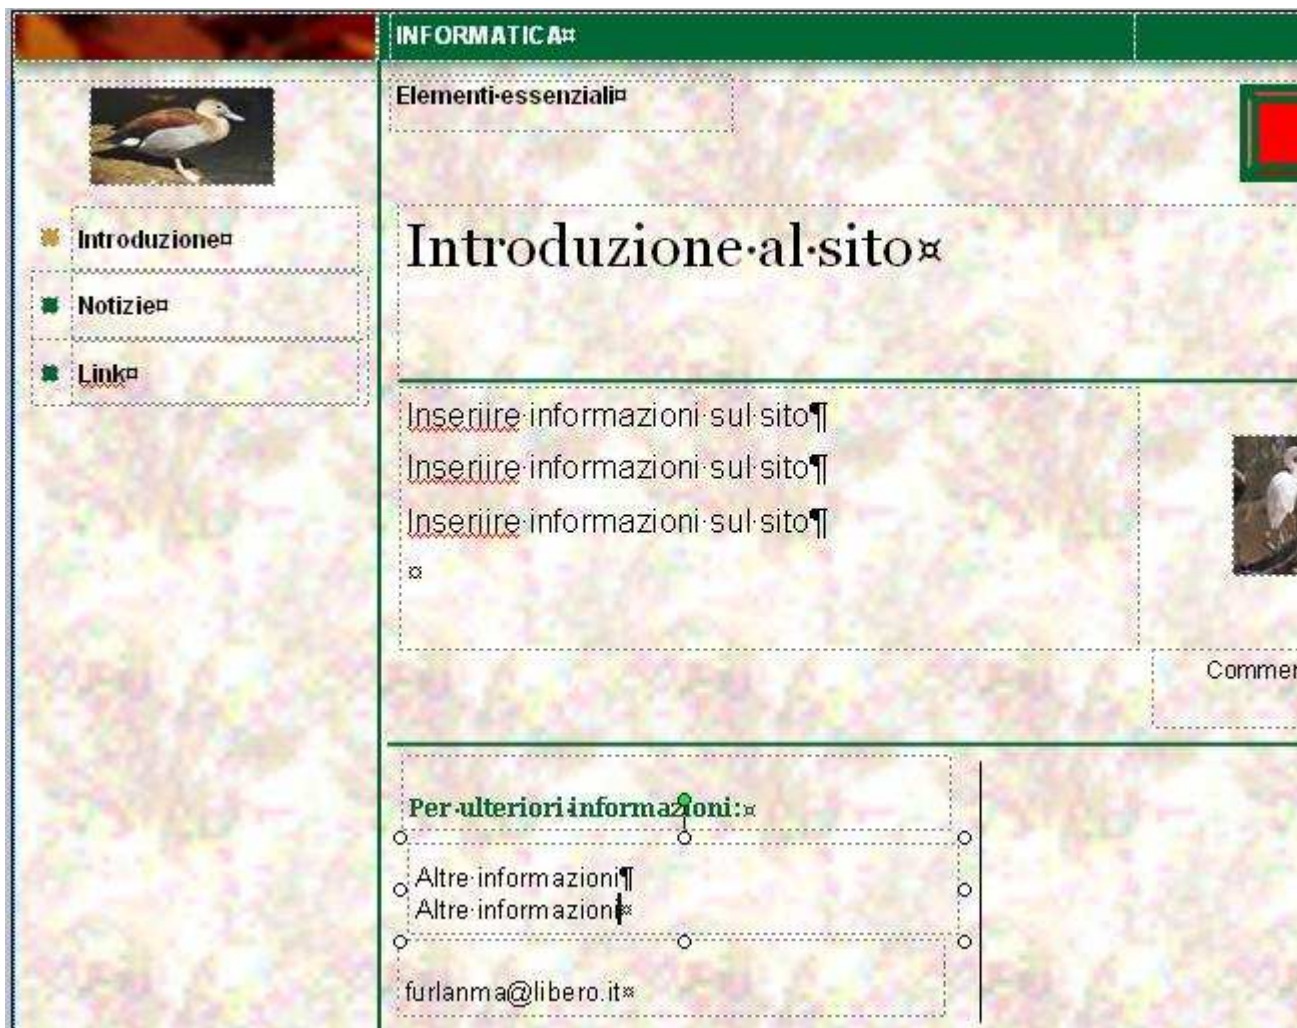 INFORMATICA¤
Elementi·essenziali¤
Introduzione¤
Notizie¤
Link¤
Introduzione·al·sito¤
Inseriire·informazioni·sul·sito¶
Inseriire·informazioni·sul·sito¶
Inseriire·informazioni·sul·sito¶
¤
Commen
Per·ulteriori·informazioni:¤
Altre·informazioni¶
Altre·informazioni¤
furlanma@libero.it¤